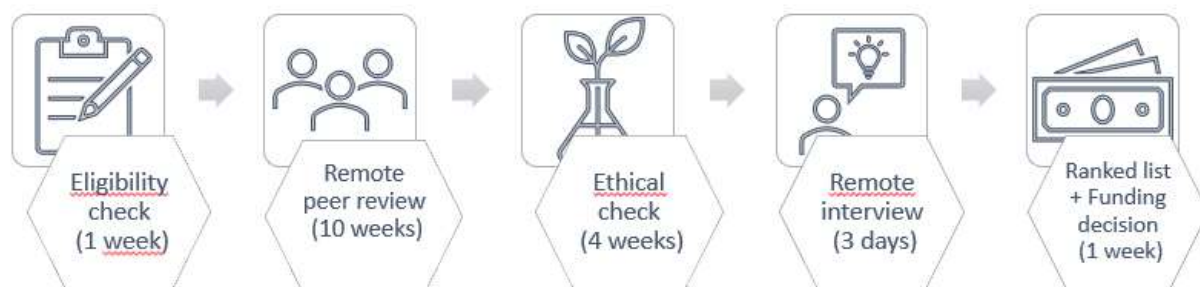 Eligibility
check
(1 week)
Remote
peer review
(10 weeks)
Ethical
check
(4 weeks)
Remote
interview
(3 days)
Ranked list
+ Funding
decision
(1 week)